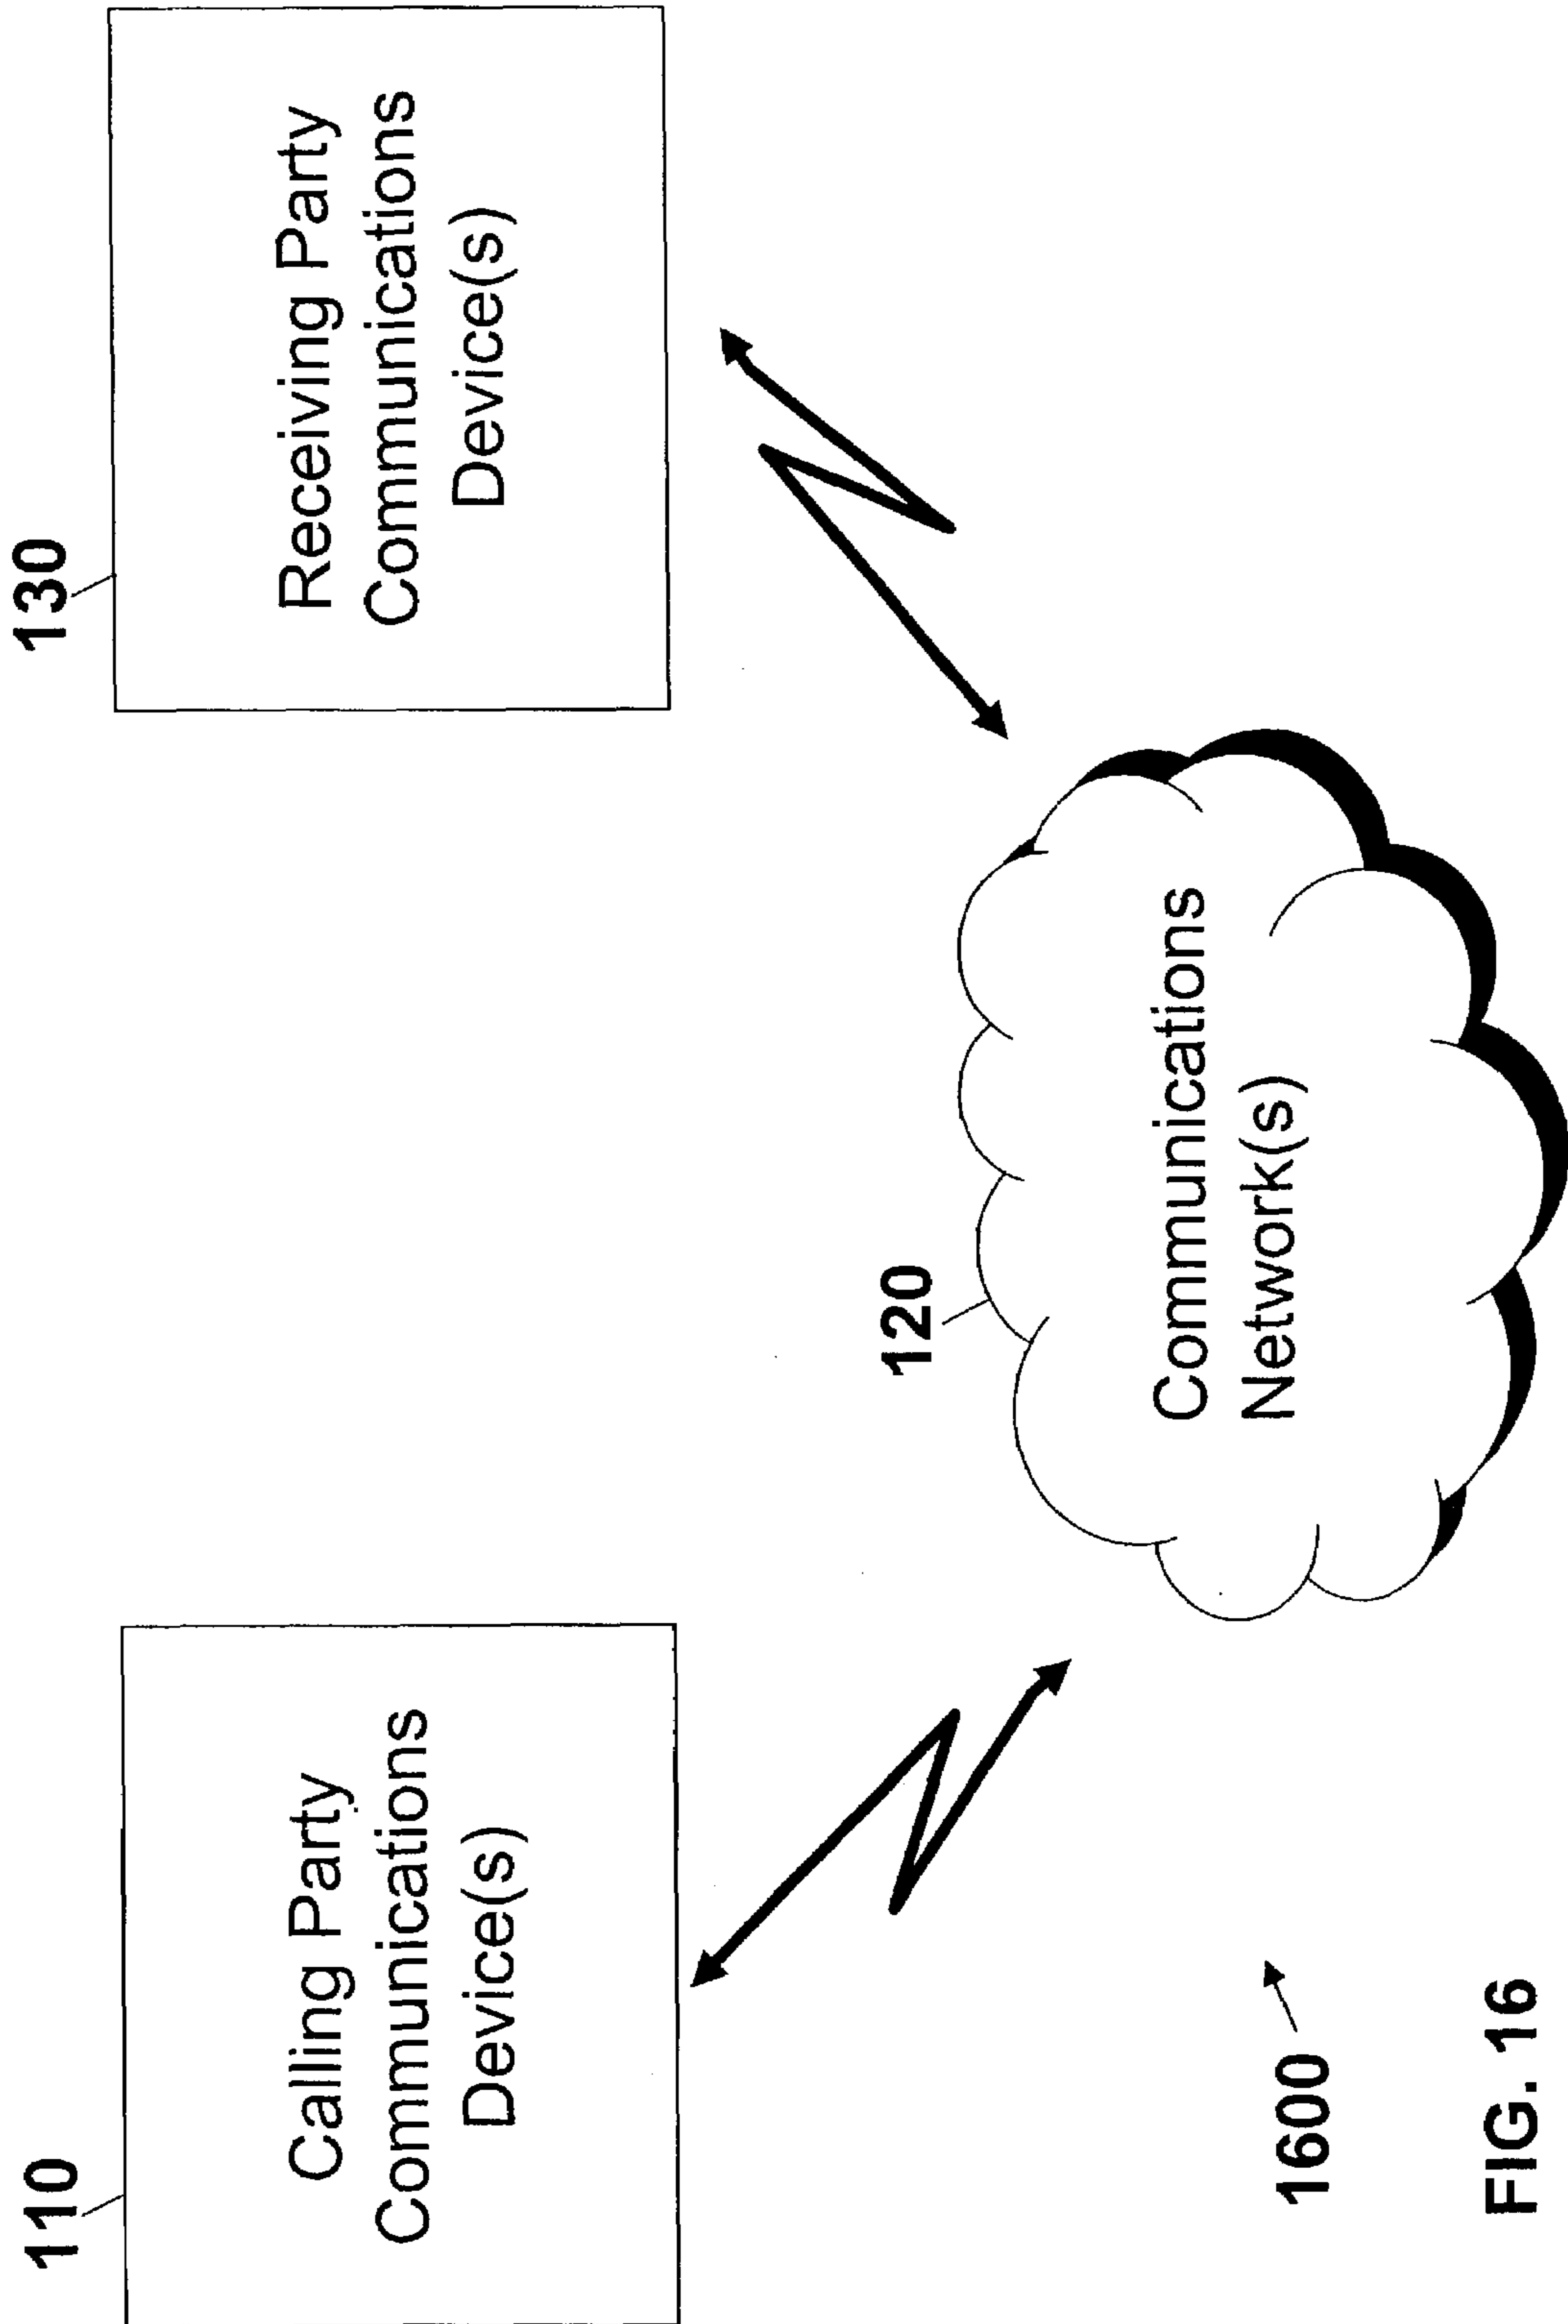 110
Calling Party
Communications
Device(s)
130
Receiving Party
Communications
Device(s)
120
Communications
Network(s)
1600
FIG. 16